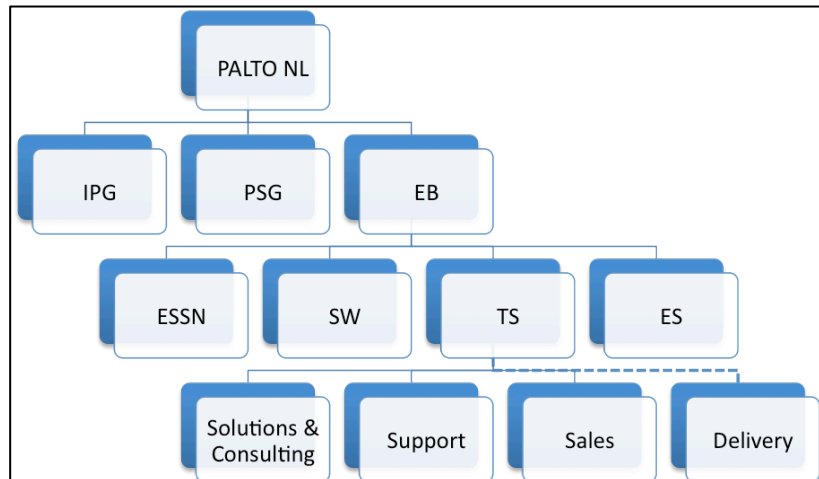 PALTO NL
IPG
PSG
EB
ESSN
SW
TS
ES
Solutions &
Consulting
Support
Sales
Delivery